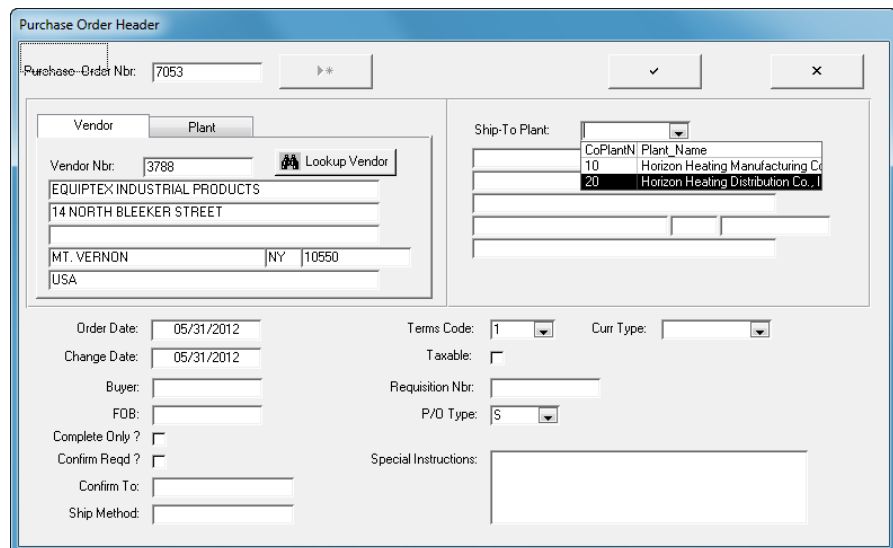 Purchase Order Header
Purchase Order Nbr: 7053
Vendor Plant
Vendor Nbr: 3788 Lookup Vendor
EQUIPTEX INDUSTRIAL PRODUCTS
14 NORTH BLEEKER STREET
MT. VERNON NY 10550
USA
Ship-To Plant:
CoPlantN Plant_Name
10 Horizon Heating Manufacturing Co
20 Horizon Heating Distribution Co., I
Order Date: 05/31/2012
Change Date: 05/31/2012
Buyer:
FOB:
Complete Only ?
Confirm Reqd ?
Confirm To:
Ship Method:
Terms Code: 1 Curr Type:
Taxable:
Requisition Nbr:
P/O Type: S
Special Instructions: